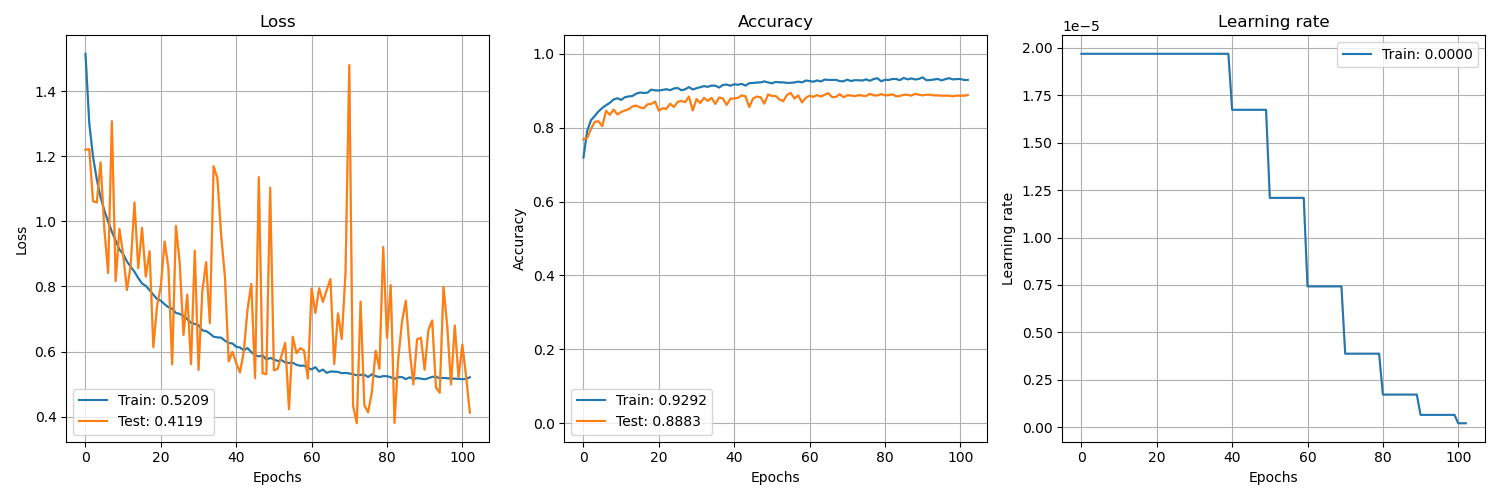 Loss
Loss
1.4
1.2
1.0
0.8
0.6
0.4
Train: 0.5209
Test: 0.4119
0 20 40 60 80 100
Epochs
Accuracy
Accuracy
1.0
0.8
0.6
0.4
0.2
0.0
Train: 0.9292
Test: 0.8883
0 20 40 60 80 100
Epochs
Learning rate
1e−5
Learning rate
2.00
1.75
1.50
1.25
1.00
0.75
0.50
0.25
0.00
Train: 0.0000
0 20 40 60 80 100
Epochs